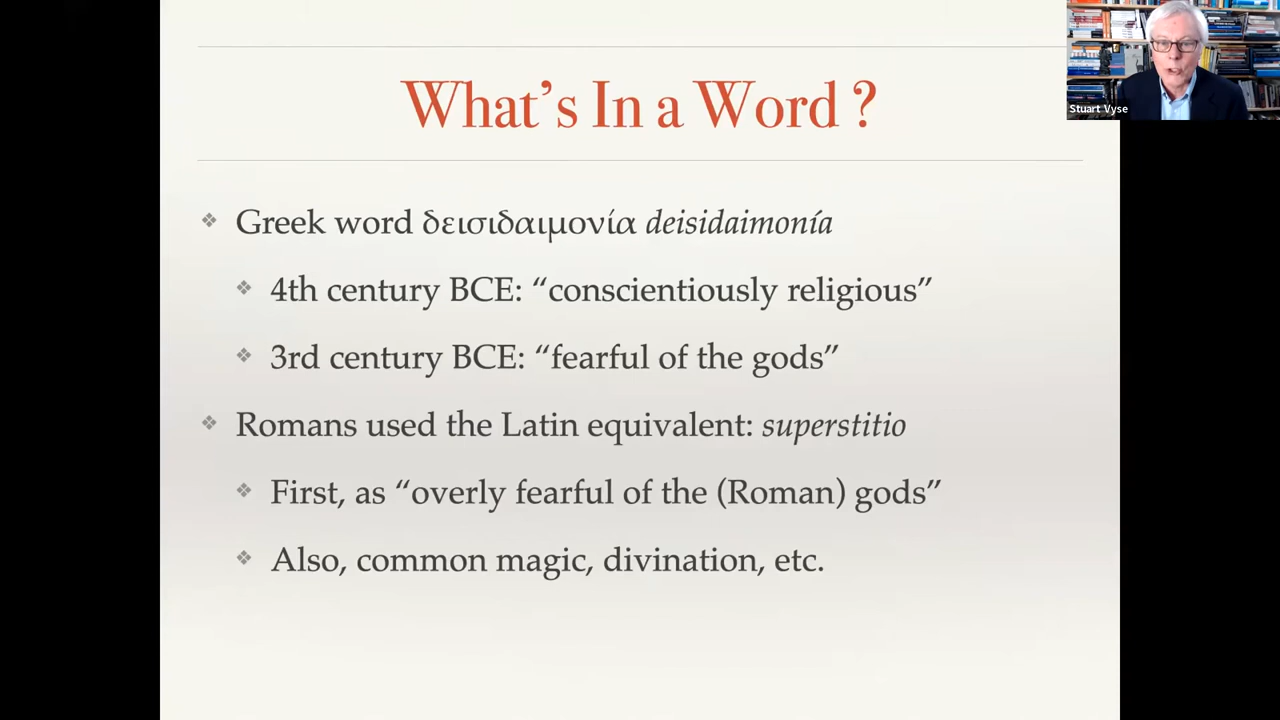 What's In a Word ?
Stuart Vyse
Greek word δεισιδαιμονία deisidaimonía
4th century BCE: “conscientiously religious”
3rd century BCE: “fearful of the gods”
Romans used the Latin equivalent: superstitio
First, as “overly fearful of the (Roman) gods”
Also, common magic, divination, etc.